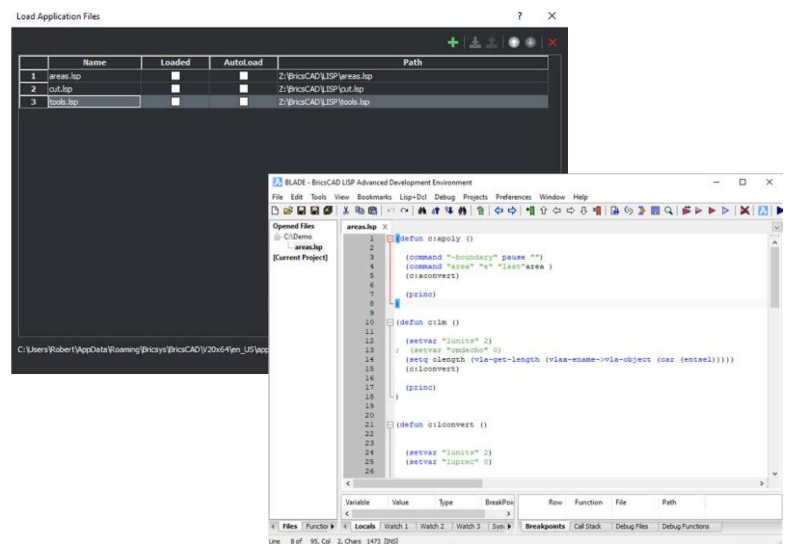 Load Application Files ? ×
Name Loaded AutoLoad Path
1 areas.lsp Z:\BricsCAD\LISP\areas.lsp
2 cut.lsp Z:\BricsCAD\LISP\cut.lsp
3 tools.lsp Z:\BricsCAD\LISP\tools.lsp
C:\Users\Robert\AppData\Roaming\Bricsys\BricsCAD\V20x64\en_US\app
BLADE - BricsCAD LISP Advanced Development Environment
File Edit Tools View Bookmarks Lisp+Dcl Debug Projects Preferences Window Help
Opened Files
C:\Demo
areas.lsp
[Current Project]
areas.lsp X
1 (defun c:apoly ()
2
3 (command "-boundary" pause "")
4 (command "area" "e" "last"area )
5 (c:aconvert)
6
7 (princ)
8 )
9
10 (defun c:lm ()
11
12 (setvar "lunits" 2)
13 ; (setvar "cmdecho" 0)
14 (setq olength (vla-get-length (vlax-ename->vla-object (car (entsel)))))
15 (c:lconvert)
16
17 (princ)
18 )
19
20
21 (defun c:lconvert ()
22
23
24 (setvar "lunits" 2)
25 (setvar "luprec" 0)
26
Variable Value Type BreakPoin
Row Function File Path
Files Function Locals Watch 1 Watch 2 Watch 3 Sys Breakpoints Call Stack Debug Files Debug Functions
Line 8 of 95, Col 2, Chars 1473 [INS]